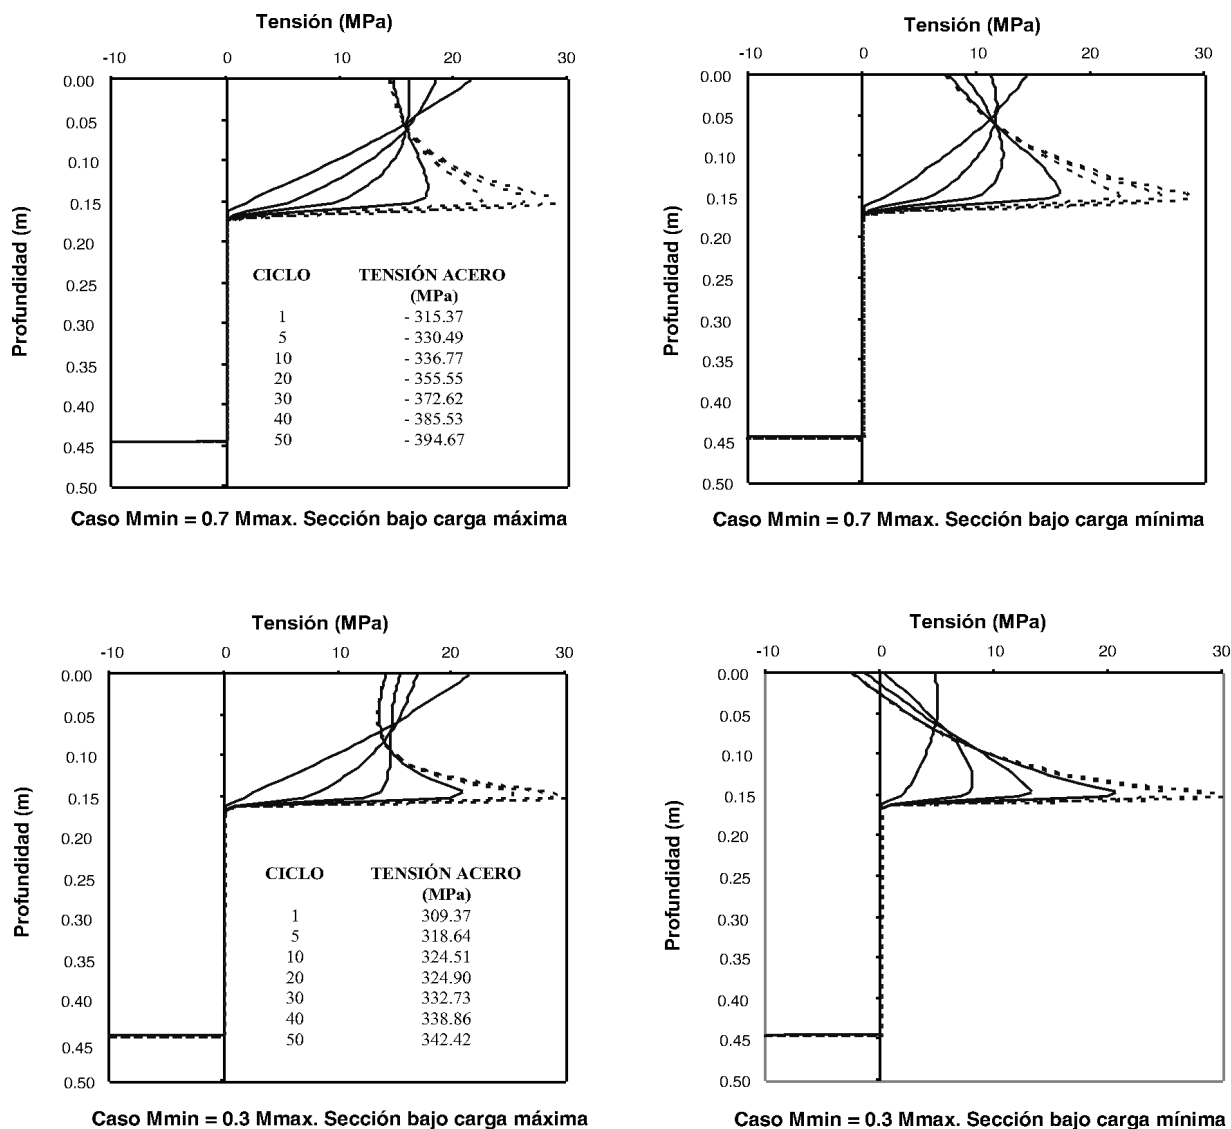 Tensión (MPa)
-10 0 10 20 30
0.00
0.05
0.10
0.15
0.20
0.25
0.30
0.35
0.40
0.45
0.50
Profundidad (m)
CICLO TENSIÓN ACERO
(MPa)
1 - 315.37
5 - 330.49
10 - 336.77
20 - 355.55
30 - 372.62
40 - 385.53
50 - 394.67
Caso Mmin = 0.7 Mmax. Sección bajo carga máxima
Tensión (MPa)
-10 0 10 20 30
0.00
0.05
0.10
0.15
0.20
0.25
0.30
0.35
0.40
0.45
0.50
Profundidad (m)
Caso Mmin = 0.7 Mmax. Sección bajo carga mínima
Tensión (MPa)
-10 0 10 20 30
0.00
0.05
0.10
0.15
0.20
0.25
0.30
0.35
0.40
0.45
0.50
Profundidad (m)
CICLO TENSIÓN ACERO
(MPa)
1 309.37
5 318.64
10 324.51
20 324.90
30 332.73
40 338.86
50 342.42
Caso Mmin = 0.3 Mmax. Sección bajo carga máxima
Tensión (MPa)
-10 0 10 20 30
0.00
0.05
0.10
0.15
0.20
0.25
0.30
0.35
0.40
0.45
0.50
Profundidad (m)
Caso Mmin = 0.3 Mmax. Sección bajo carga mínima